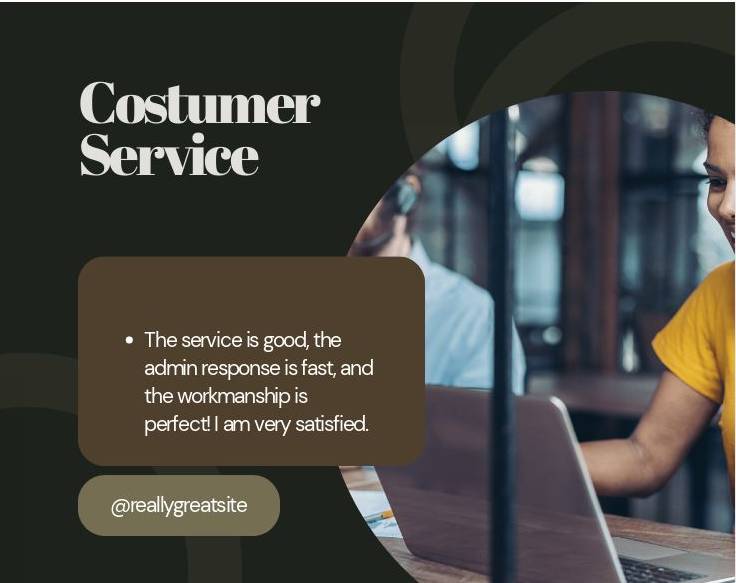 Costumer
Service
• The service is good, the
admin response is fast, and
the workmanship is
perfect! I am very satisfied.
@reallygreatsite